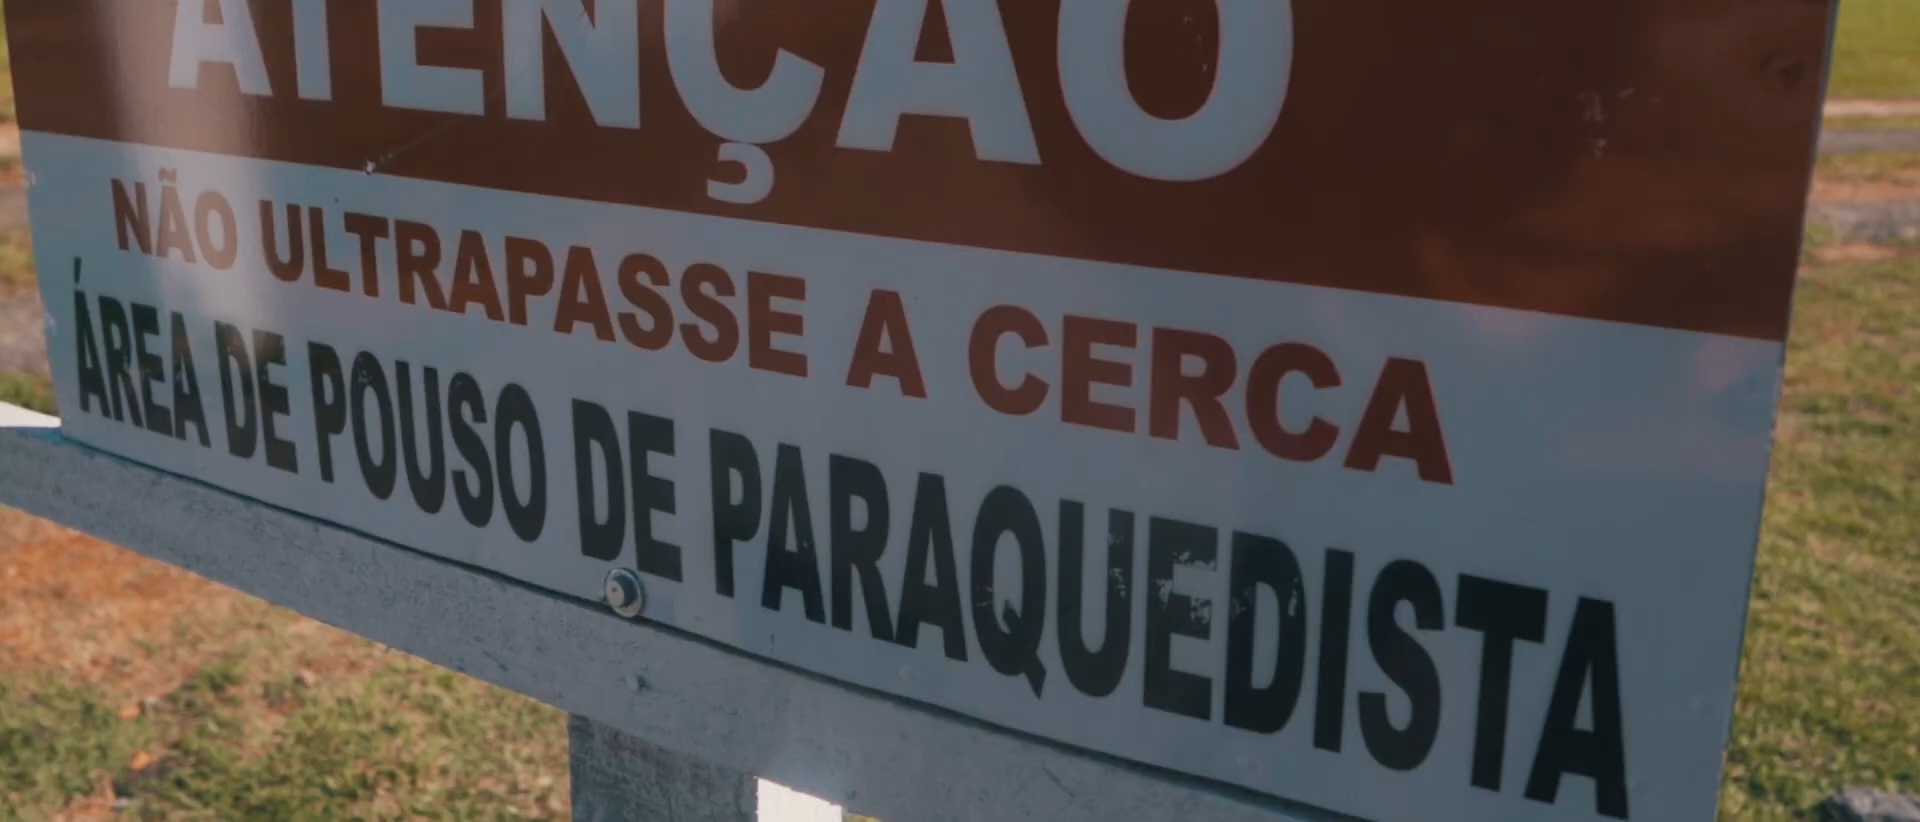 ATENÇÃO
NÃO ULTRAPASSE A CERCA
ÁREA DE POUSO DE PARAQUEDISTA